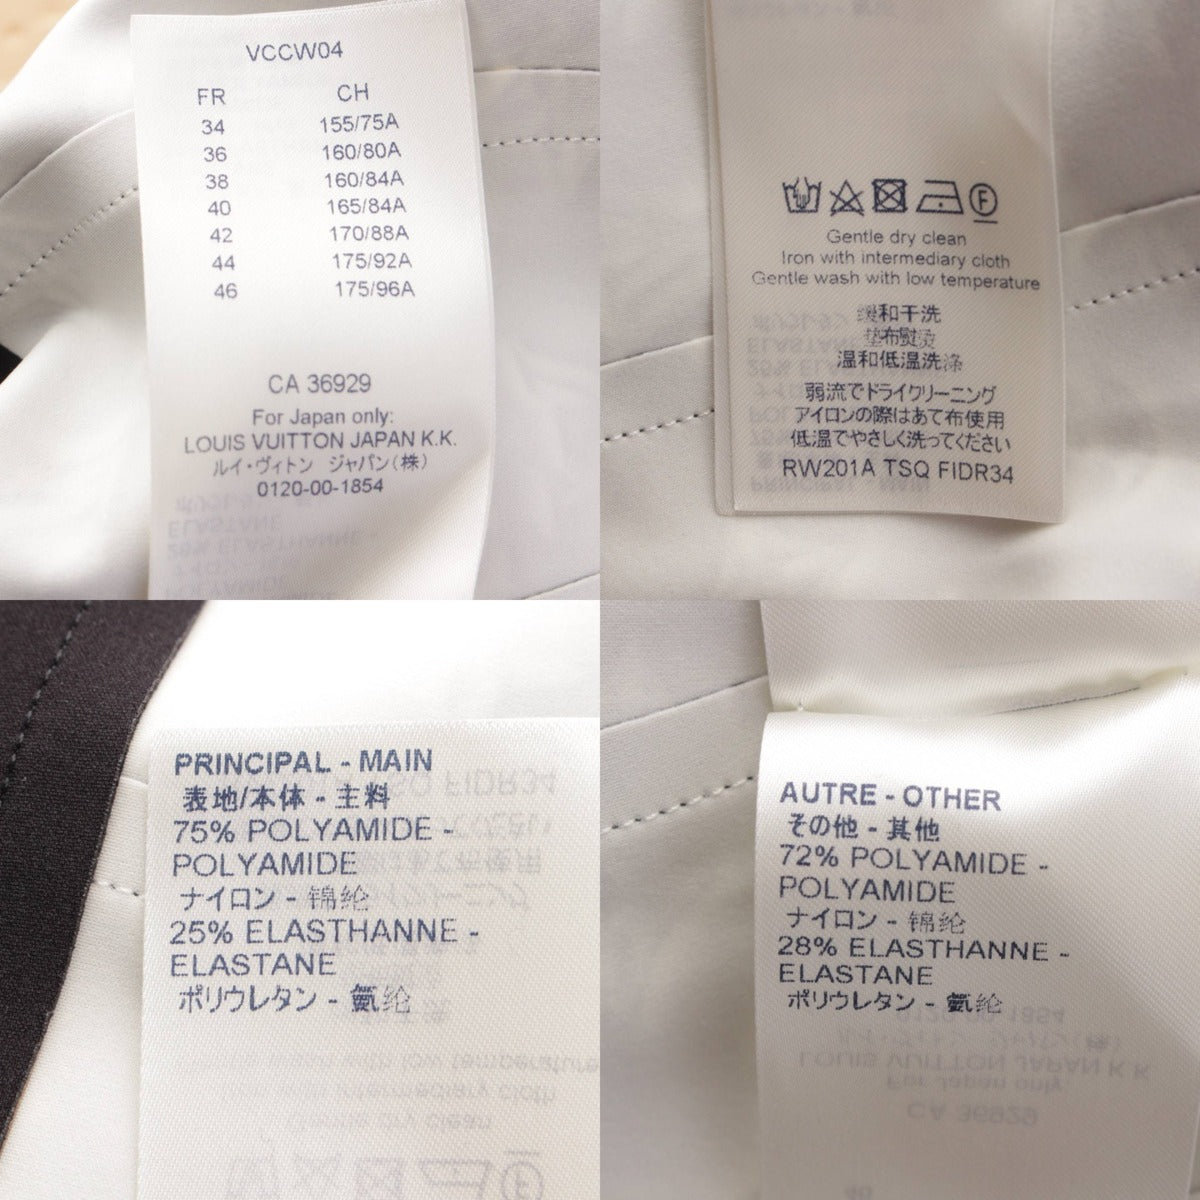 VCCW04
FR CH
34 155/75A
36 160/80A
38 160/84A
40 165/84A
42 170/88A
44 175/92A
46 175/96A
CA 36929
For Japan only:
LOUIS VUITTON JAPAN K.K.
ルイ・ヴィトン ジャパン(株)
0120-00-1854
F
Gentle dry clean
Iron with intermediary cloth
Gentle wash with low temperature
缓和干洗
垫布熨烫
温和低温洗涤
弱流でドライクリーニング
アイロンの際はあて布使用
低温でやさしく洗ってください
RW201A TSQ FIDR34
PRINCIPAL - MAIN
表地/本体 - 主料
75% POLYAMIDE -
POLYAMIDE
ナイロン - 锦纶
25% ELASTHANNE -
ELASTANE
ポリウレタン - 氨纶
AUTRE - OTHER
その他 - 其他
72% POLYAMIDE -
POLYAMIDE
ナイロン - 锦纶
28% ELASTHANNE -
ELASTANE
ポリウレタン - 氨纶